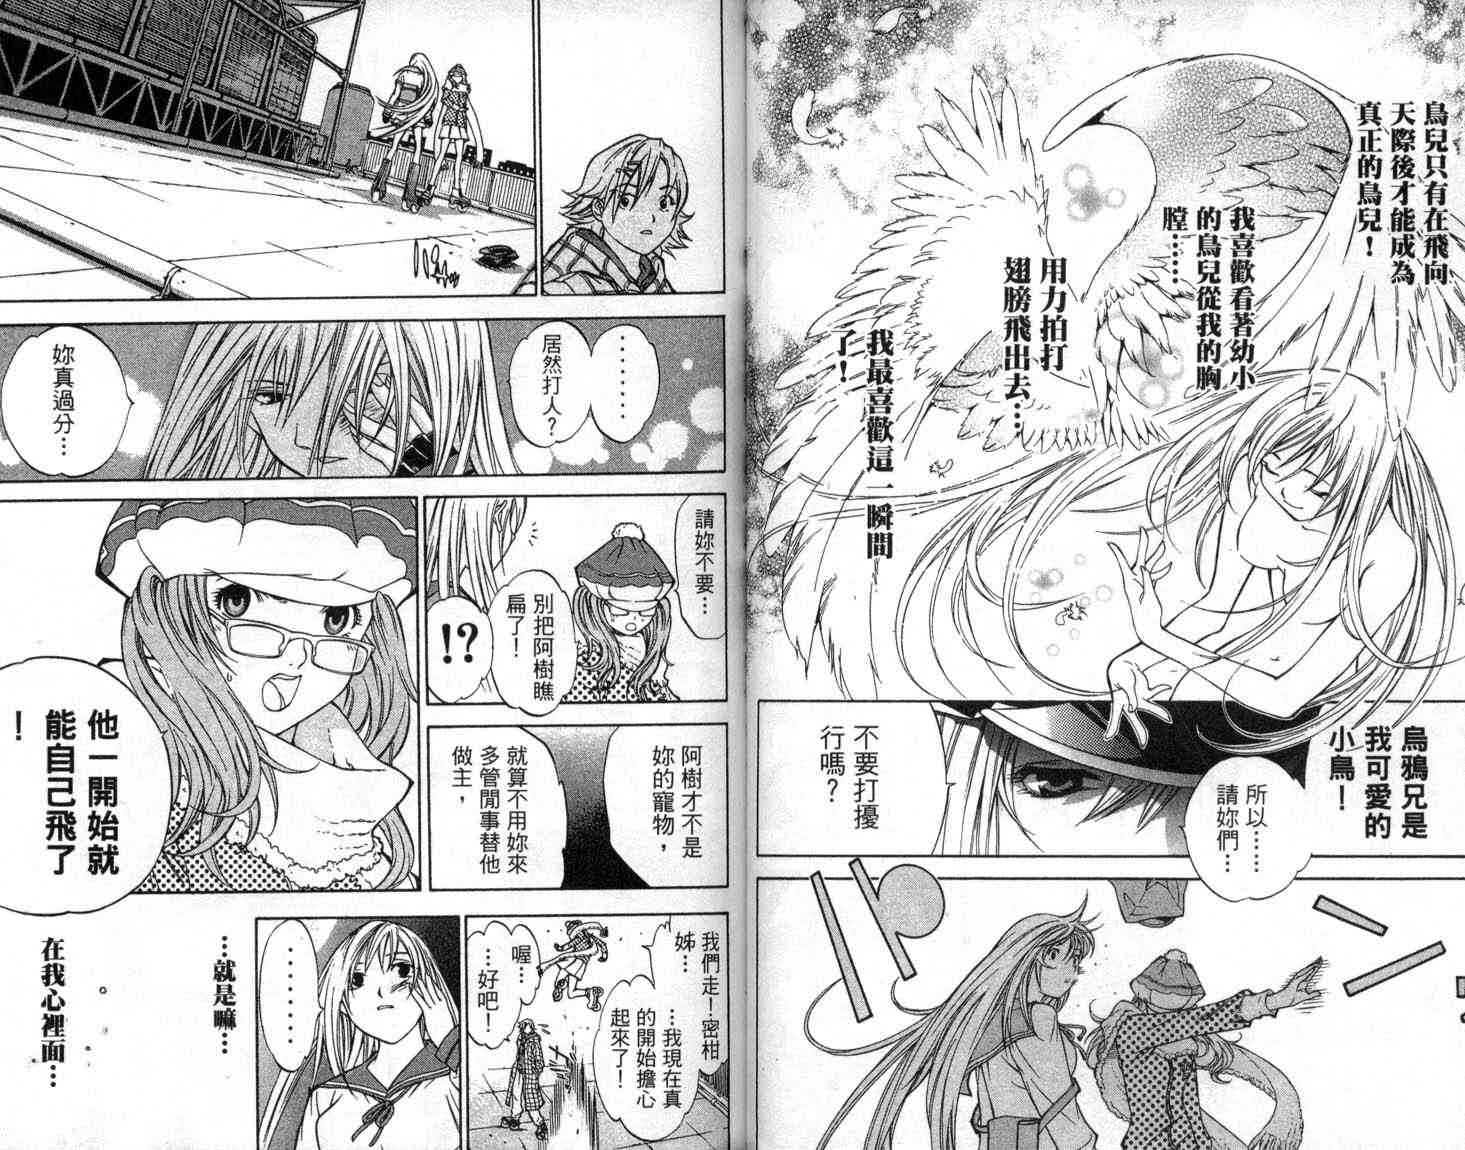 鳥兒只有在飛向
天際後才能成為
真正的鳥兒！
我喜歡看著幼小
的鳥兒從我的胸
膛……
用力拍打
翅膀飛出去…
我最喜歡這一瞬間
了！
烏鴉兄是
我可愛的
小鳥！
所以……
請妳們…
不要打擾
行嗎？
パン
……
居然打人？
妳真過分…
請妳不要…
別把阿樹瞧
扁了！
!?
阿樹才不是
妳的寵物，
就算不用妳來
多管閒事替他
做主，
他一開始就
能自己飛了
！
我們走！密柑
姊…
…我現在真
的開始擔心
起來了！
喔…
…好吧！
……
…就是嘛…
在我心裡面…